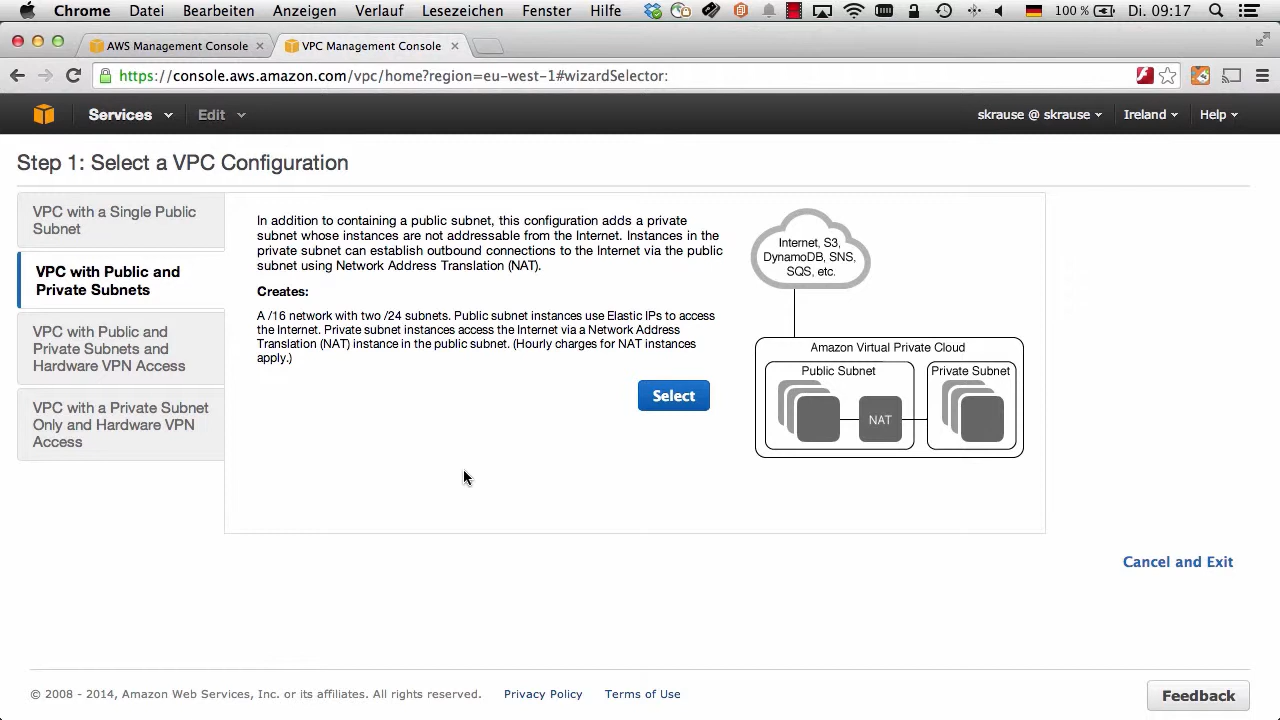 Chrome Datei Bearbeiten Anzeigen Verlauf Lesezeichen Fenster Hilfe 100 % Di. 09:17
AWS Management Console VPC Management Console
https://console.aws.amazon.com/vpc/home?region=eu-west-1#wizardSelector:
Services Edit skrause @ skrause Ireland Help
Step 1: Select a VPC Configuration
VPC with a Single Public
Subnet
VPC with Public and
Private Subnets
VPC with Public and
Private Subnets and
Hardware VPN Access
VPC with a Private Subnet
Only and Hardware VPN
Access
In addition to containing a public subnet, this configuration adds a private
subnet whose instances are not addressable from the Internet. Instances in the
private subnet can establish outbound connections to the Internet via the public
subnet using Network Address Translation (NAT).
Creates:
A /16 network with two /24 subnets. Public subnet instances use Elastic IPs to access
the Internet. Private subnet instances access the Internet via a Network Address
Translation (NAT) instance in the public subnet. (Hourly charges for NAT instances
apply.)
Select
Internet, S3,
DynamoDB, SNS,
SQS, etc.
Amazon Virtual Private Cloud
Public Subnet Private Subnet
NAT
Cancel and Exit
© 2008 - 2014, Amazon Web Services, Inc. or its affiliates. All rights reserved. Privacy Policy Terms of Use
Feedback